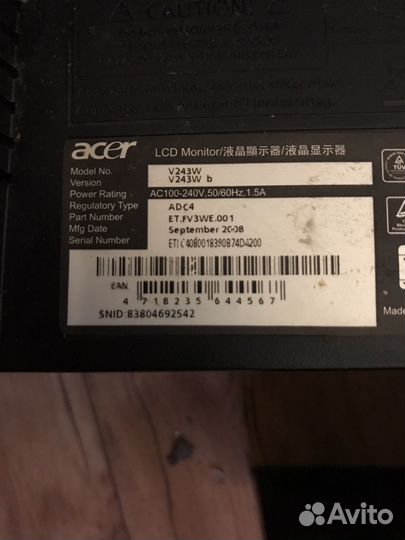 acer LCD Monitor/液晶顯示器/液晶显示器
Model No. V243W
Version V243W b
Power Rating AC100-240V,50/60Hz,1.5A
Regulatory Type ADC4
Part Number ET.FV3WE.001
Mfg Date September 2008
Serial Number
EAN
4 718235 644567
SNID:83804692542
TÜV
Made
Avito